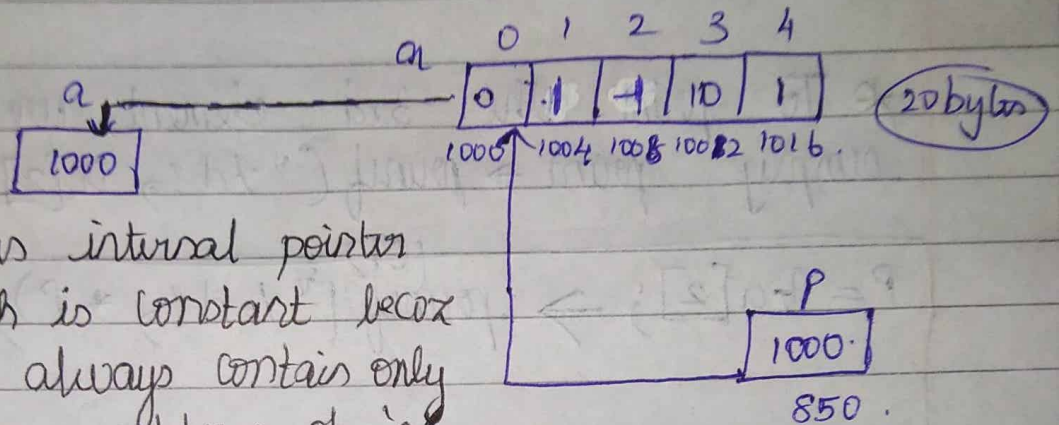 0 1 2 3 4
a
0 1 1 10 1
20 bytes
a
1000
1000 1004 1008 10012 1016.
internal pointer
is constant becoz
always contain only
P
1000.
850.